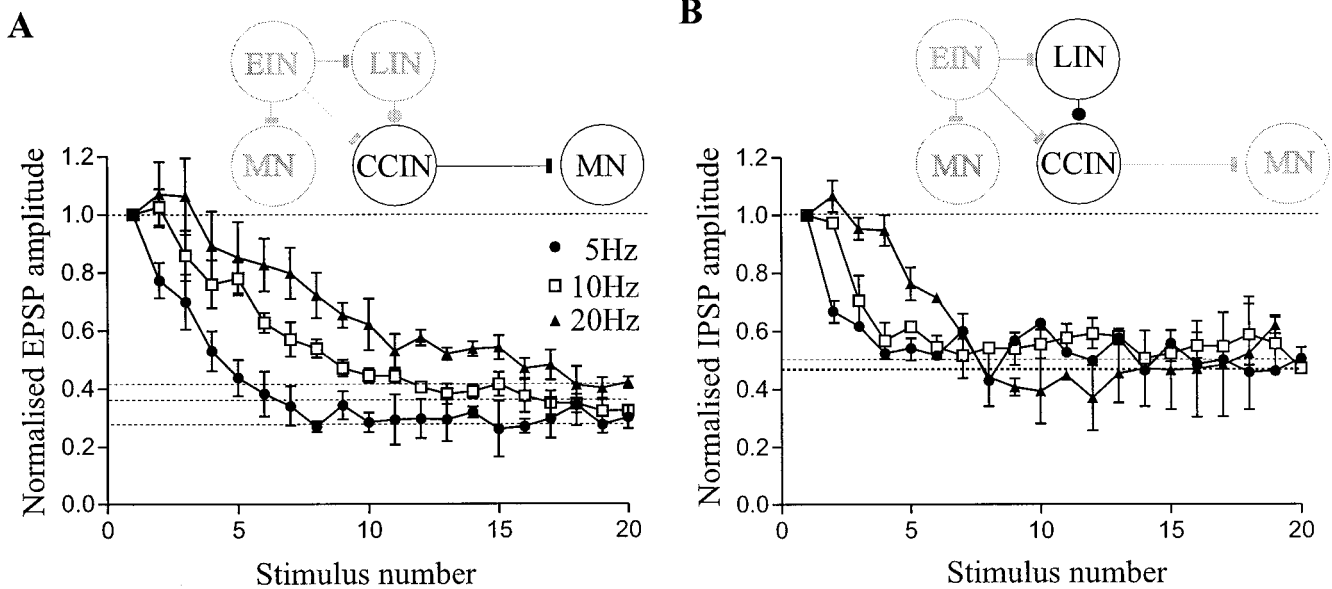 A
EIN LIN
MN CCIN MN
Normalised EPSP amplitude
1.2
1.0
0.8
0.6
0.4
0.2
0.0
5Hz
10Hz
20Hz
0 5 10 15 20
Stimulus number
B
EIN LIN
MN CCIN MN
Normalised IPSP amplitude
1.2
1.0
0.8
0.6
0.4
0.2
0.0
0 5 10 15 20
Stimulus number